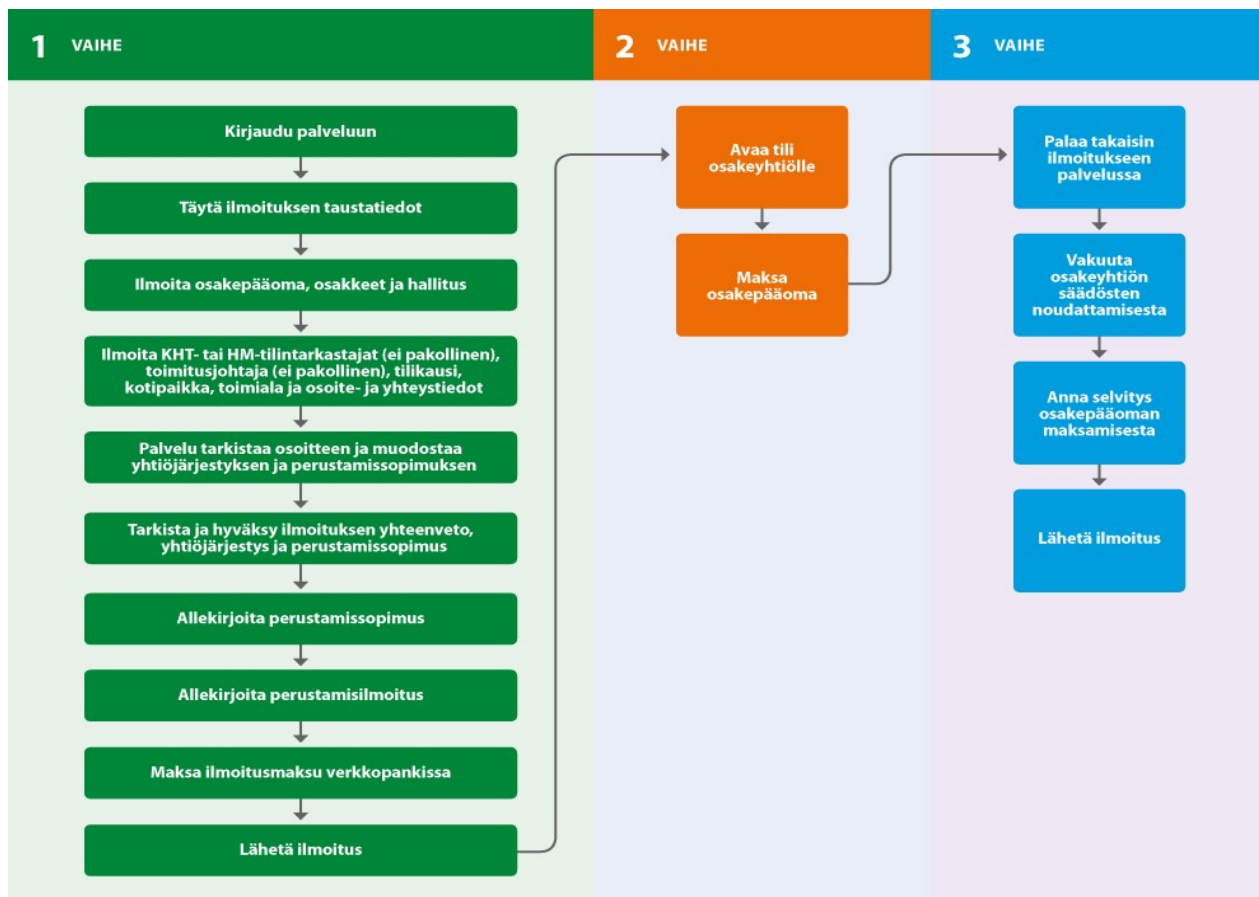 1 VAIHE
Kirjaudu palveluun
Täytä ilmoituksen taustatiedot
Ilmoita osakepääoma, osakkeet ja hallitus
Ilmoita KHT- tai HM-tilintarkastajat (ei pakollinen),
toimitusjohtaja (ei pakollinen), tilikausi,
kotipaikka, toimiala ja osoite- ja yhteystiedot
Palvelu tarkistaa osoitteen ja muodostaa
yhtiöjärjestyksen ja perustamissopimuksen
Tarkista ja hyväksy ilmoituksen yhteenveto,
yhtiöjärjestys ja perustamissopimus
Allekirjoita perustamissopimus
Allekirjoita perustamisilmoitus
Maksa ilmoitusmaksu verkkopankissa
Lähetä ilmoitus
2 VAIHE
Avaa tili
osakeyhtiölle
Maksa
osakepääoma
3 VAIHE
Palaa takaisin
ilmoitukseen
palvelussa
Vakuuta
osakeyhtiön
säädösten
noudattamisesta
Anna selvitys
osakepääoman
maksamisesta
Lähetä ilmoitus